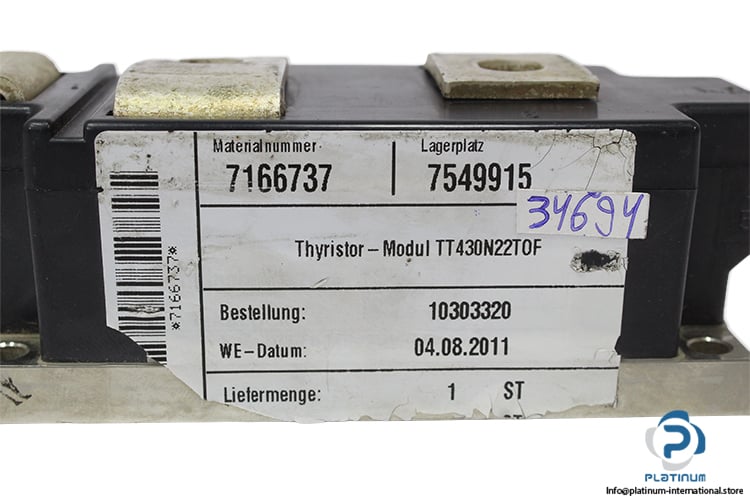 Materialnummer Lagerplatz
7166737 7549915
34694
Thyristor-Modul TT430N22TOF
*7166737*
Bestellung: 10303320
WE-Datum: 04.08.2011
Liefermenge: 1 ST
PLATINUM
Info@platinum-international.store